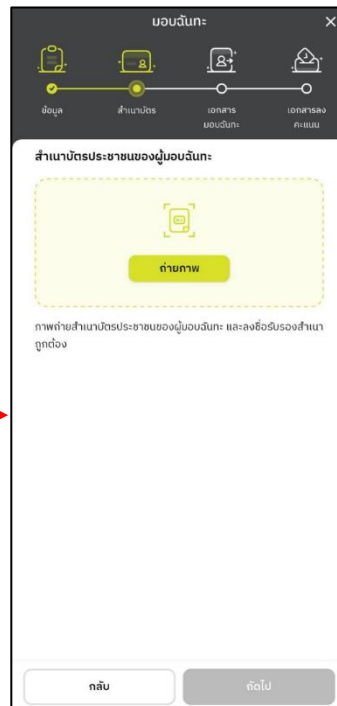 มอบฉันทะ
ข้อมูล
สำเนาบัตร
เอกสาร
มอบฉันทะ
เอกสารลง
คะแนน
สำเนาบัตรประชาชนของผู้มอบฉันทะ
ถ่ายภาพ
ภาพถ่ายสำเนาบัตรประชาชนของผู้มอบฉันทะ และลงชื่อรับรองสำเนา
ถูกต้อง
กลับ
ถัดไป